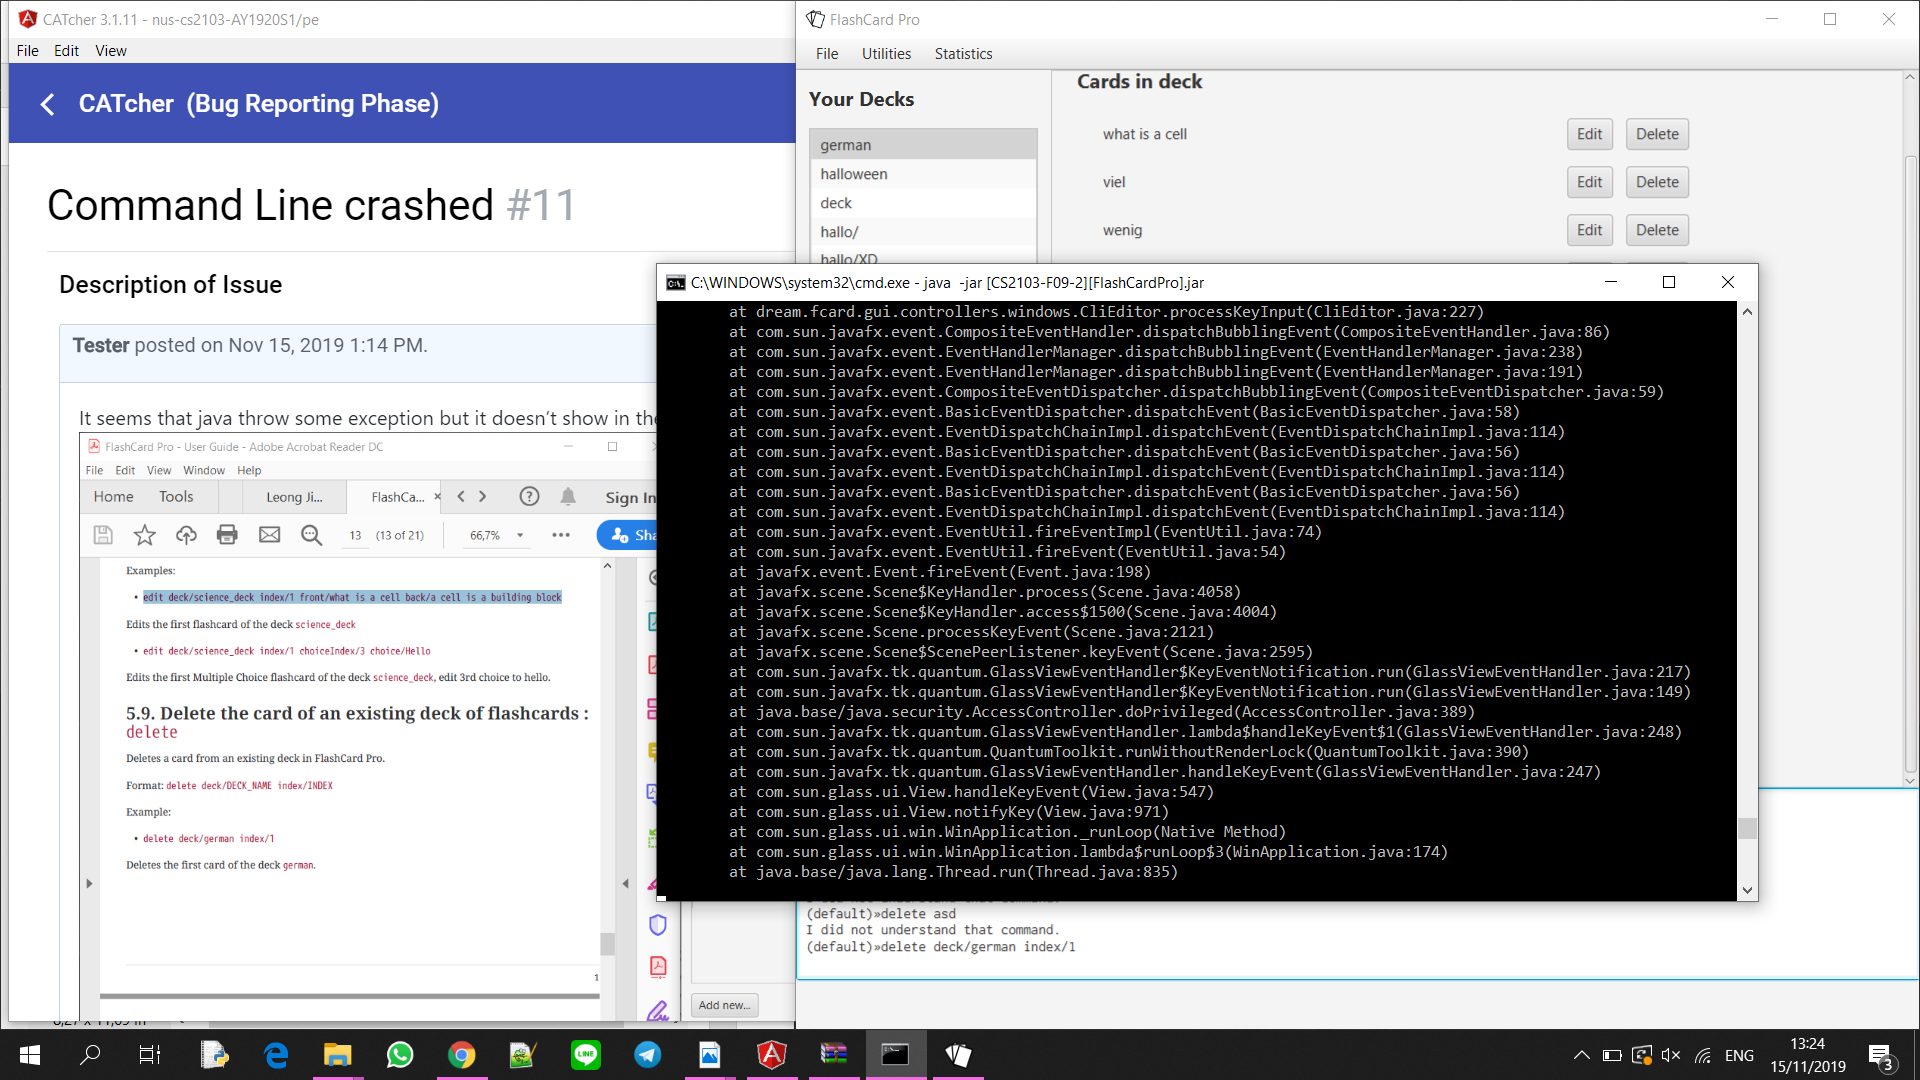 CATcher 3.1.11 - nus-cs2103-AY1920S1/pe
File Edit View
CATcher (Bug Reporting Phase)
Command Line crashed #11
Description of Issue
Tester posted on Nov 15, 2019 1:14 PM.
It seems that java throw some exception but it doesn't show in the
FlashCard Pro - User Guide - Adobe Acrobat Reader DC
File Edit View Window Help
Home Tools Leong Ji... FlashCa... × Sign In
13 (13 of 21) 66,7% Sha
Examples:
• edit deck/science_deck index/1 front/what is a cell back/a cell is a building block
Edits the first flashcard of the deck science_deck
• edit deck/science_deck index/1 choiceIndex/3 choice/Hello
Edits the first Multiple Choice flashcard of the deck science_deck, edit 3rd choice to hello.
5.9. Delete the card of an existing deck of flashcards :
delete
Deletes a card from an existing deck in FlashCard Pro.
Format: delete deck/DECK_NAME index/INDEX
Example:
• delete deck/german index/1
Deletes the first card of the deck german.
1
Add new...
FlashCard Pro
File Utilities Statistics
Your Decks
german
halloween
deck
hallo/
hallo/XD
Cards in deck
what is a cell Edit Delete
viel Edit Delete
wenig Edit Delete
C:\WINDOWS\system32\cmd.exe - java -jar [CS2103-F09-2][FlashCardPro].jar
at dream.fcard.gui.controllers.windows.CliEditor.processKeyInput(CliEditor.java:227)
at com.sun.javafx.event.CompositeEventHandler.dispatchBubblingEvent(CompositeEventHandler.java:86)
at com.sun.javafx.event.EventHandlerManager.dispatchBubblingEvent(EventHandlerManager.java:238)
at com.sun.javafx.event.EventHandlerManager.dispatchBubblingEvent(EventHandlerManager.java:191)
at com.sun.javafx.event.CompositeEventDispatcher.dispatchBubblingEvent(CompositeEventDispatcher.java:59)
at com.sun.javafx.event.BasicEventDispatcher.dispatchEvent(BasicEventDispatcher.java:58)
at com.sun.javafx.event.EventDispatchChainImpl.dispatchEvent(EventDispatchChainImpl.java:114)
at com.sun.javafx.event.BasicEventDispatcher.dispatchEvent(BasicEventDispatcher.java:56)
at com.sun.javafx.event.EventDispatchChainImpl.dispatchEvent(EventDispatchChainImpl.java:114)
at com.sun.javafx.event.BasicEventDispatcher.dispatchEvent(BasicEventDispatcher.java:56)
at com.sun.javafx.event.EventDispatchChainImpl.dispatchEvent(EventDispatchChainImpl.java:114)
at com.sun.javafx.event.EventUtil.fireEventImpl(EventUtil.java:74)
at com.sun.javafx.event.EventUtil.fireEvent(EventUtil.java:54)
at javafx.event.Event.fireEvent(Event.java:198)
at javafx.scene.Scene$KeyHandler.process(Scene.java:4058)
at javafx.scene.Scene$KeyHandler.access$1500(Scene.java:4004)
at javafx.scene.Scene.processKeyEvent(Scene.java:2121)
at javafx.scene.Scene$ScenePeerListener.keyEvent(Scene.java:2595)
at com.sun.javafx.tk.quantum.GlassViewEventHandler$KeyEventNotification.run(GlassViewEventHandler.java:217)
at com.sun.javafx.tk.quantum.GlassViewEventHandler$KeyEventNotification.run(GlassViewEventHandler.java:149)
at java.base/java.security.AccessController.doPrivileged(AccessController.java:389)
at com.sun.javafx.tk.quantum.GlassViewEventHandler.lambda$handleKeyEvent$1(GlassViewEventHandler.java:248)
at com.sun.javafx.tk.quantum.QuantumToolkit.runWithoutRenderLock(QuantumToolkit.java:390)
at com.sun.javafx.tk.quantum.GlassViewEventHandler.handleKeyEvent(GlassViewEventHandler.java:247)
at com.sun.glass.ui.View.handleKeyEvent(View.java:547)
at com.sun.glass.ui.View.notifyKey(View.java:971)
at com.sun.glass.ui.win.WinApplication._runLoop(Native Method)
at com.sun.glass.ui.win.WinApplication.lambda$runLoop$3(WinApplication.java:174)
at java.base/java.lang.Thread.run(Thread.java:835)
(default)»delete asd
I did not understand that command.
(default)»delete deck/german index/1
LINE
ENG
13:24
15/11/2019
3